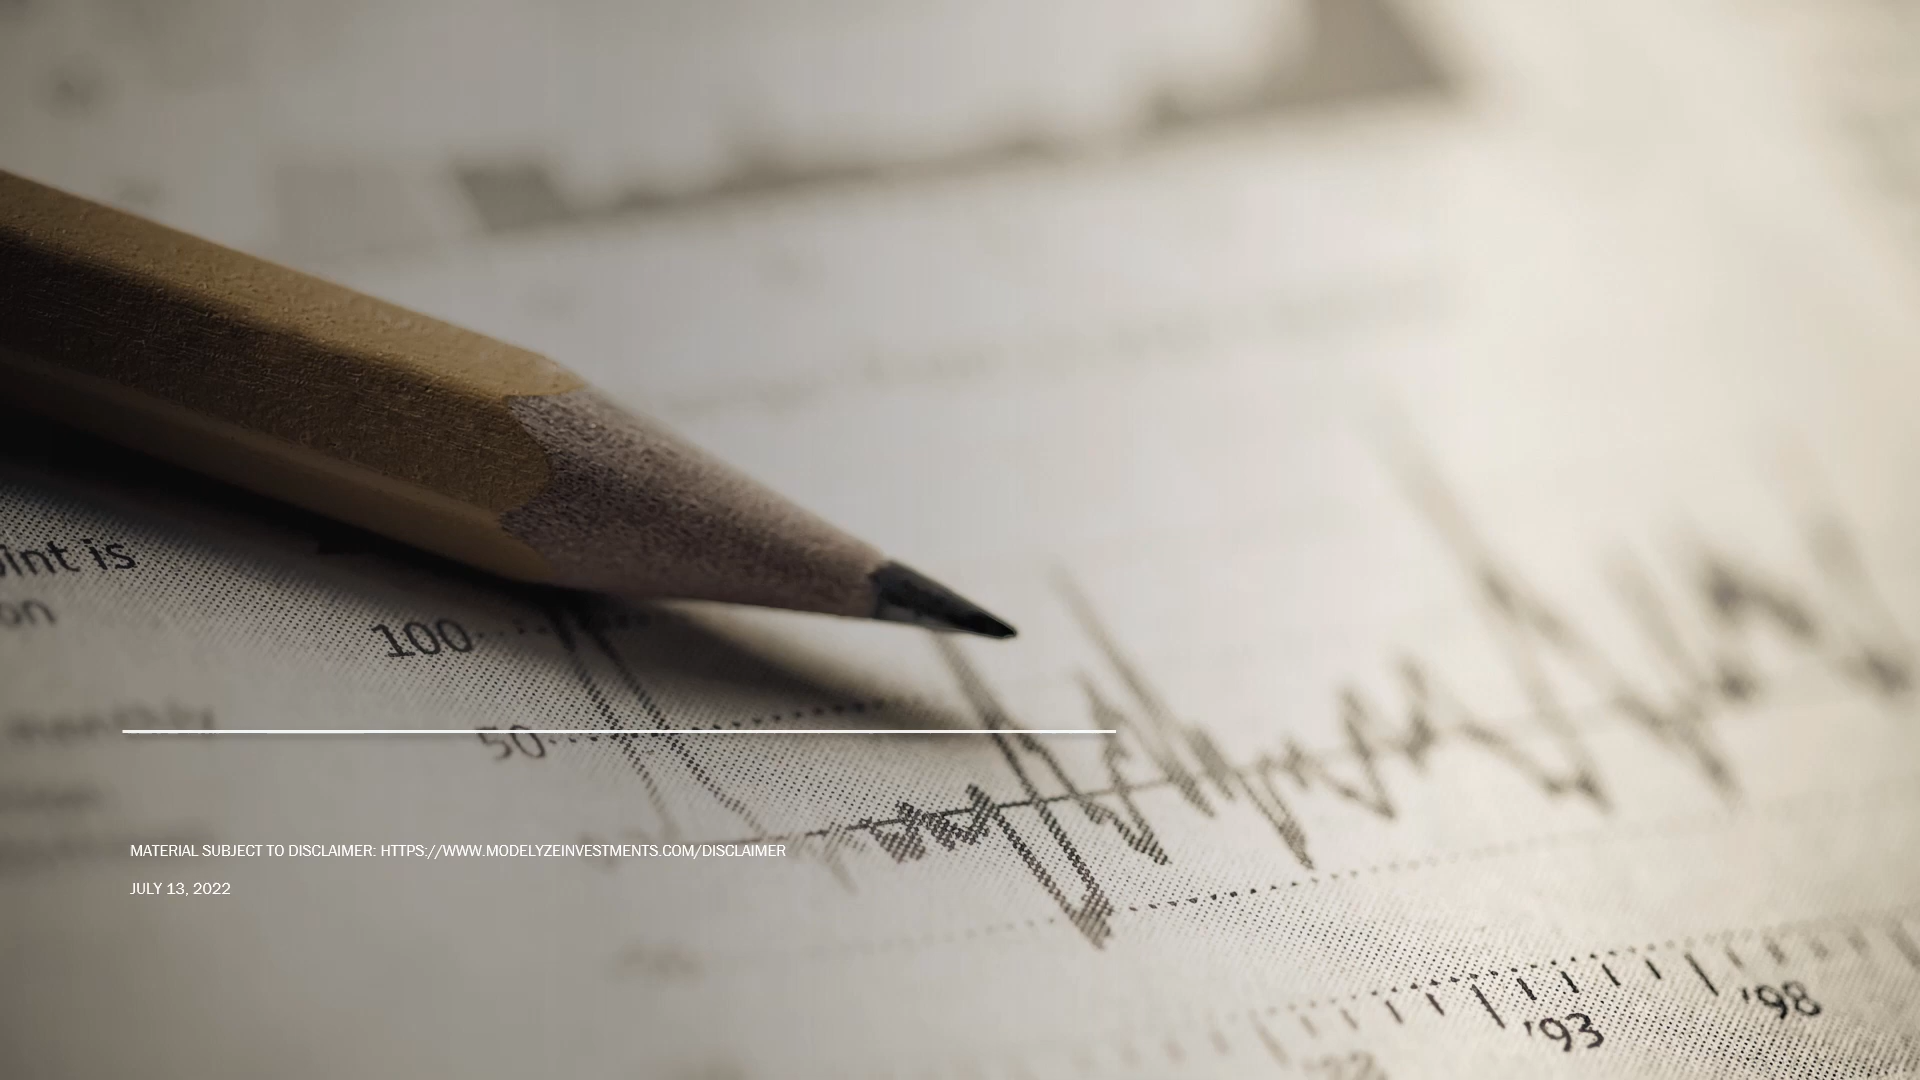 int is
on
100
monthly
50
MATERIAL SUBJECT TO DISCLAIMER: HTTPS://WWW.MODELYZEINVESTMENTS.COM/DISCLAIMER
JULY 13, 2022
'98
'93